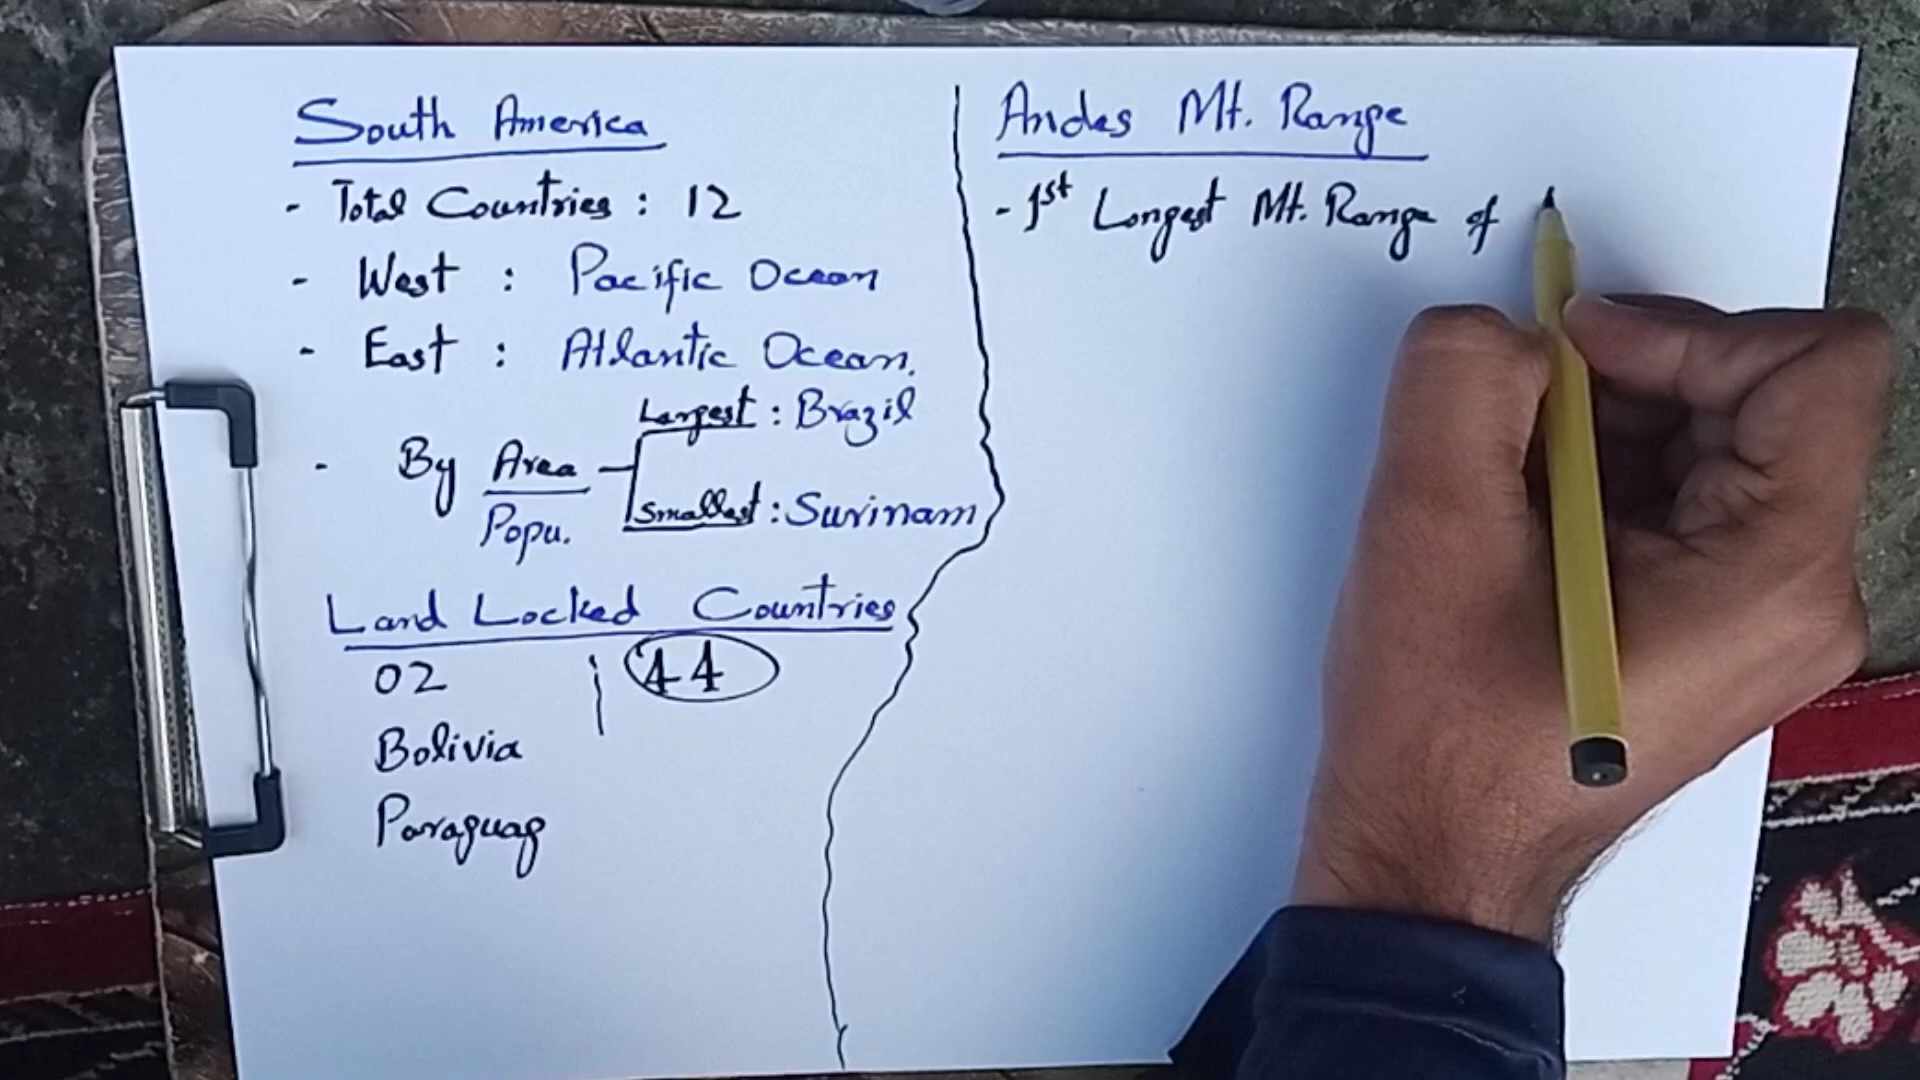 South America
- Total Countries : 12
- West : Pacific Ocean
- East : Atlantic Ocean.
Largest : Brazil
- By Area
Popu.
Smallest : Surinam
Land Locked Countries
02
44
Bolivia
Paraguay
Andes Mt. Range
- 1st Longest Mt. Range of